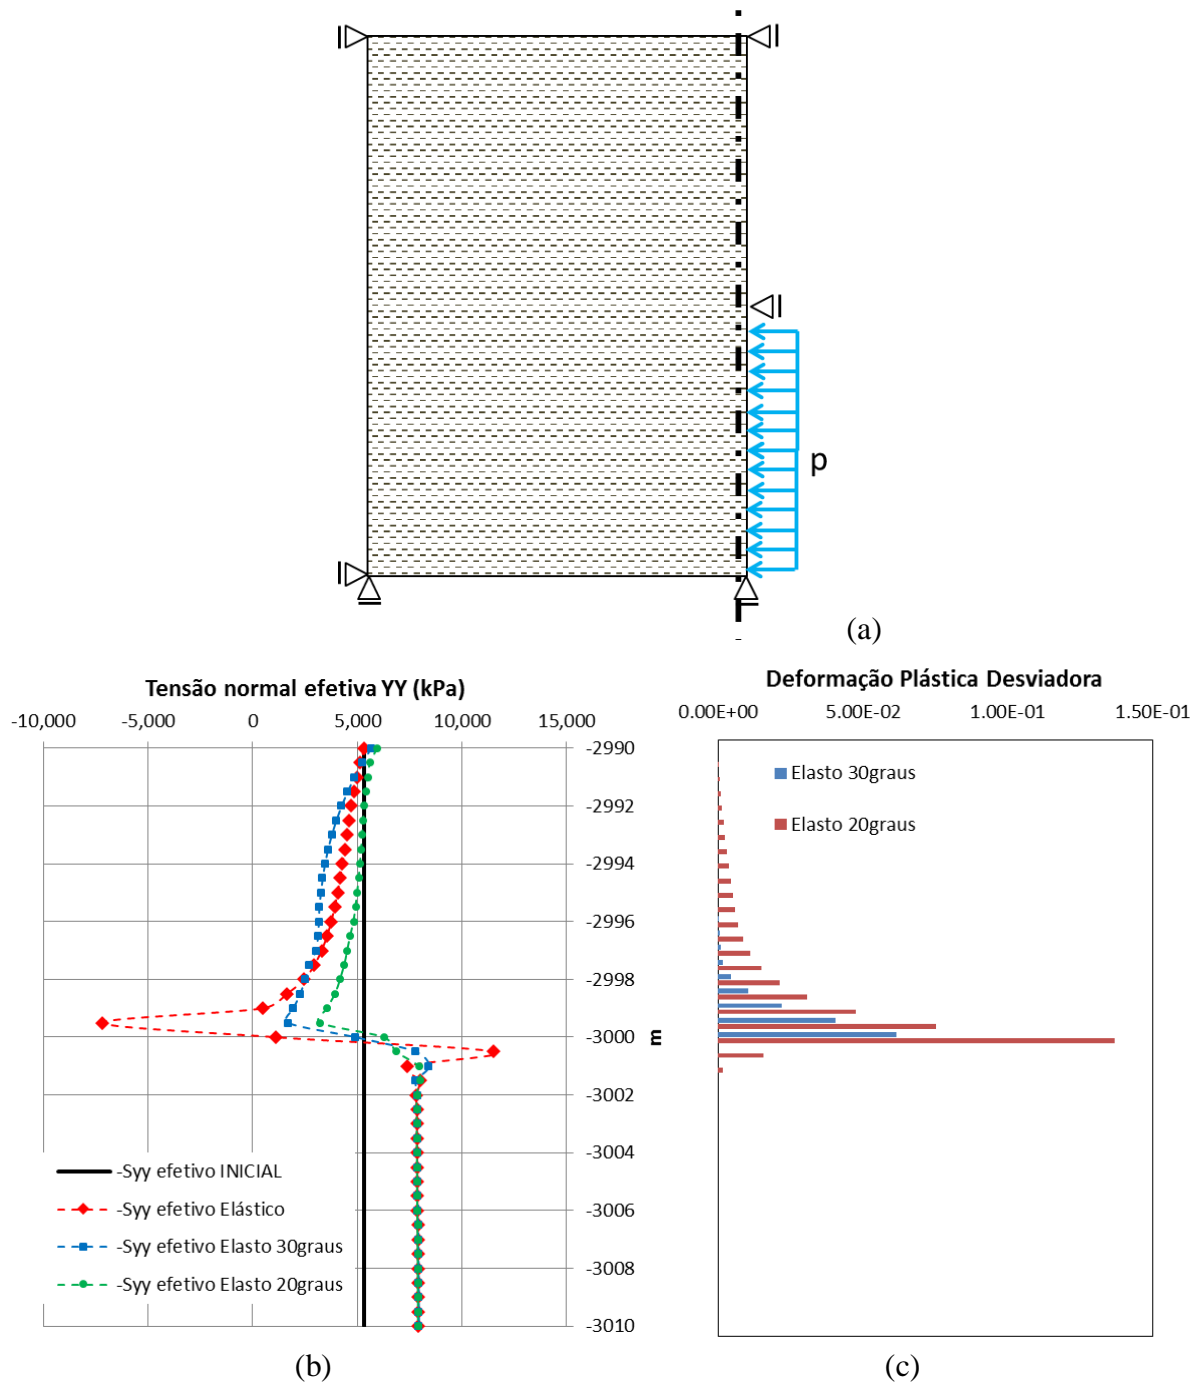 p
(a)
Tensão normal efetiva YY (kPa)
-10,000 -5,000 0 5,000 10,000 15,000
-2990
-2992
-2994
-2996
-2998
-3000
-3002
-3004
-3006
-3008
-3010
m
-Syy efetivo INICIAL
-Syy efetivo Elástico
-Syy efetivo Elasto 30graus
-Syy efetivo Elasto 20graus
(b)
Deformação Plástica Desviadora
0.00E+00 5.00E-02 1.00E-01 1.50E-01
Elasto 30graus
Elasto 20graus
(c)